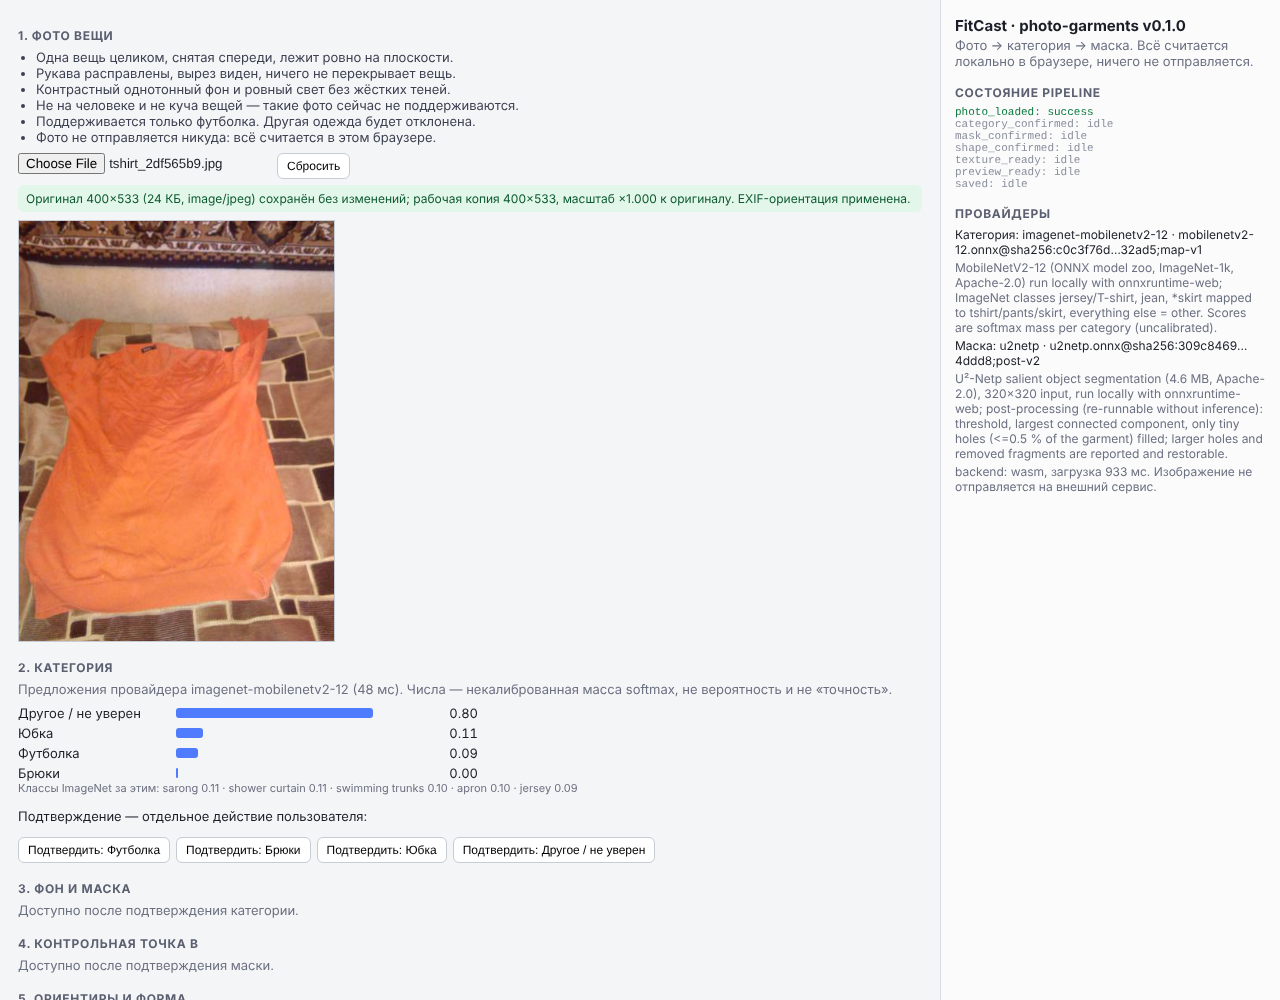 1. ФОТО ВЕЩИ
Одна вещь целиком, снятая спереди, лежит ровно на плоскости.
Рукава расправлены, вырез виден, ничего не перекрывает вещь.
Контрастный однотонный фон и ровный свет без жёстких теней.
Не на человеке и не куча вещей — такие фото сейчас не поддерживаются.
Поддерживается только футболка. Другая одежда будет отклонена.
Фото не отправляется никуда: всё считается в этом браузере.
Choose File tshirt_2df565b9.jpg Сбросить
Оригинал 400×533 (24 КБ, image/jpeg) сохранён без изменений; рабочая копия 400×533, масштаб ×1.000 к оригиналу. EXIF-ориентация применена.
2. КАТЕГОРИЯ
Предложения провайдера imagenet-mobilenetv2-12 (48 мс). Числа — некалиброванная масса softmax, не вероятность и не «точность».
Другое / не уверен 0.80
Юбка 0.11
Футболка 0.09
Брюки 0.00
Классы ImageNet за этим: sarong 0.11 · shower curtain 0.11 · swimming trunks 0.10 · apron 0.10 · jersey 0.09
Подтверждение — отдельное действие пользователя:
Подтвердить: Футболка Подтвердить: Брюки Подтвердить: Юбка Подтвердить: Другое / не уверен
3. ФОН И МАСКА
Доступно после подтверждения категории.
4. КОНТРОЛЬНАЯ ТОЧКА B
Доступно после подтверждения маски.
5. ОРИЕНТИРЫ И ФОРМА
FitCast · photo-garments v0.1.0
Фото → категория → маска. Всё считается
локально в браузере, ничего не отправляется.
СОСТОЯНИЕ PIPELINE
photo_loaded: success
category_confirmed: idle
mask_confirmed: idle
shape_confirmed: idle
texture_ready: idle
preview_ready: idle
saved: idle
ПРОВАЙДЕРЫ
Категория: imagenet-mobilenetv2-12 · mobilenetv2-
12.onnx@sha256:c0c3f76d…32ad5;map-v1
MobileNetV2-12 (ONNX model zoo, ImageNet-1k,
Apache-2.0) run locally with onnxruntime-web;
ImageNet classes jersey/T-shirt, jean, *skirt mapped
to tshirt/pants/skirt, everything else = other. Scores
are softmax mass per category (uncalibrated).
Маска: u2netp · u2netp.onnx@sha256:309c8469…
4ddd8;post-v2
U²-Netp salient object segmentation (4.6 MB, Apache-
2.0), 320×320 input, run locally with onnxruntime-
web; post-processing (re-runnable without inference):
threshold, largest connected component, only tiny
holes (<=0.5 % of the garment) filled; larger holes and
removed fragments are reported and restorable.
backend: wasm, загрузка 933 мс. Изображение не
отправляется на внешний сервис.